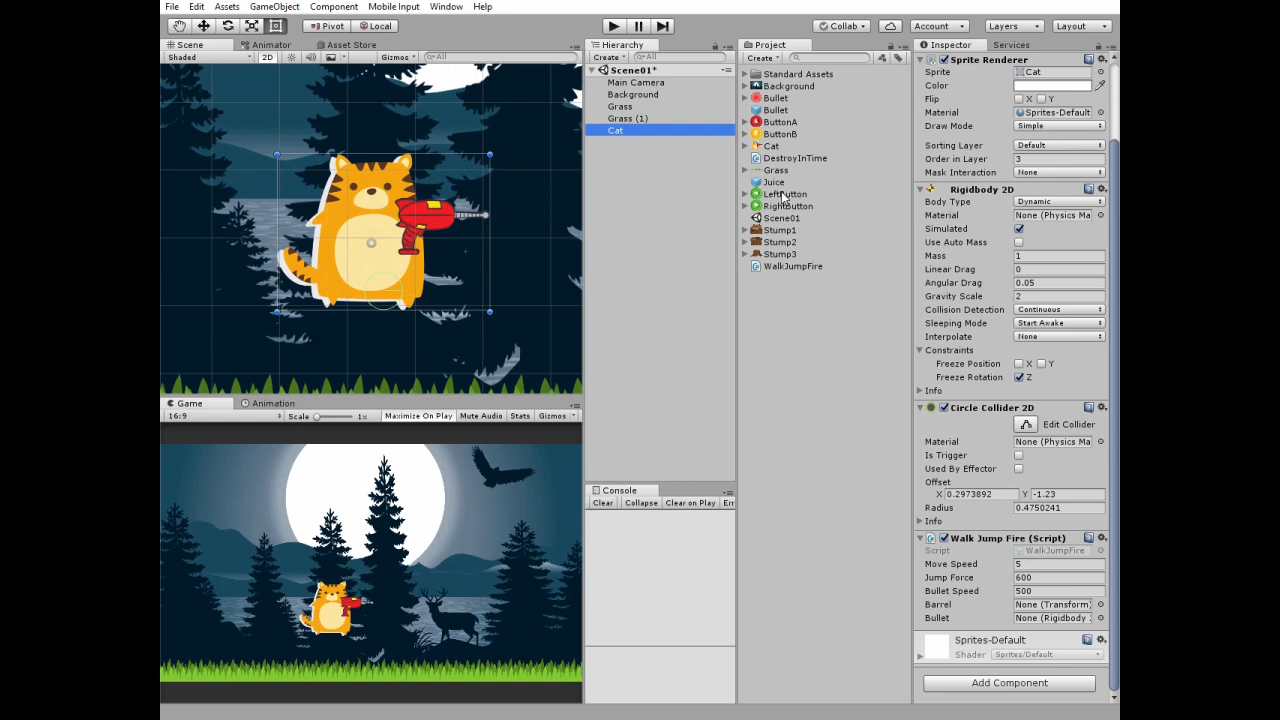 File Edit Assets GameObject Component Mobile Input Window Help
Pivot Local Collab Account Layers Layout
Scene Animator Asset Store
Shaded 2D Gizmos All
Hierarchy
Create All
Scene01*
Main Camera
Background
Grass
Grass (1)
Cat
Project
Create
Standard Assets
Background
Bullet
Bullet
ButtonA
ButtonB
Cat
DestroyInTime
Grass
Juice
LeftButton
RightButton
Scene01
Stump1
Stump2
Stump3
WalkJumpFire
Inspector Services
Sprite Renderer
Sprite Cat
Color
Flip X Y
Material Sprites-Default
Draw Mode Simple
Sorting Layer Default
Order in Layer 3
Mask Interaction None
Rigidbody 2D
Body Type Dynamic
Material None (Physics Ma
Simulated
Use Auto Mass
Mass 1
Linear Drag 0
Angular Drag 0.05
Gravity Scale 2
Collision Detection Continuous
Sleeping Mode Start Awake
Interpolate None
Constraints
Freeze Position X Y
Freeze Rotation Z
Info
Circle Collider 2D
Edit Collider
Material None (Physics Ma
Is Trigger
Used By Effector
Offset
X 0.2973892 Y -1.23
Radius 0.4750241
Info
Walk Jump Fire (Script)
Script WalkJumpFire
Move Speed 5
Jump Force 600
Bullet Speed 500
Barrel None (Transform)
Bullet None (Rigidbody
Sprites-Default
Shader Sprites/Default
Add Component
Game Animation
16:9 Scale 1x Maximize On Play Mute Audio Stats Gizmos
Console
Clear Collapse Clear on Play Err